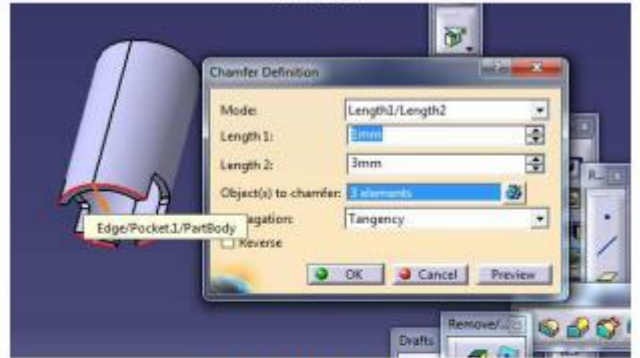 Chamfer Definition
Mode: Length1/Length2
Length 1: 1mm
Length 2: 3mm
Object(s) to chamfer: 3 elements
agation: Tangency
Edge/Pocket.1/PartBody
Reverse
OK Cancel Preview
R...
Remove/...
Drafts